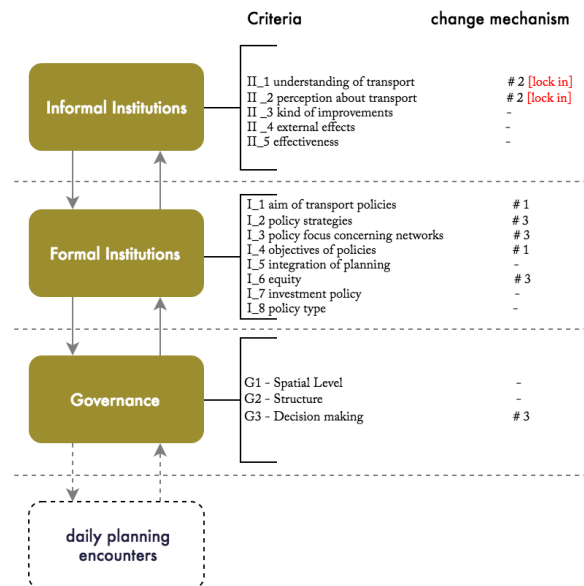 Criteria change mechanism
Informal Institutions
II_1 understanding of transport # 2 [lock in]
II _2 perception about transport # 2 [lock in]
II _3 kind of improvements -
II _4 external effects -
II _5 effectiveness -
Formal Institutions
I_1 aim of transport policies # 1
I_2 policy strategies # 3
I_3 policy focus concerning networks # 3
I_4 objectives of policies # 1
I_5 integration of planning -
I_6 equity # 3
I_7 investment policy -
I_8 policy type -
Governance
G1 - Spatial Level -
G2 - Structure -
G3 - Decision making # 3
daily planning
encounters